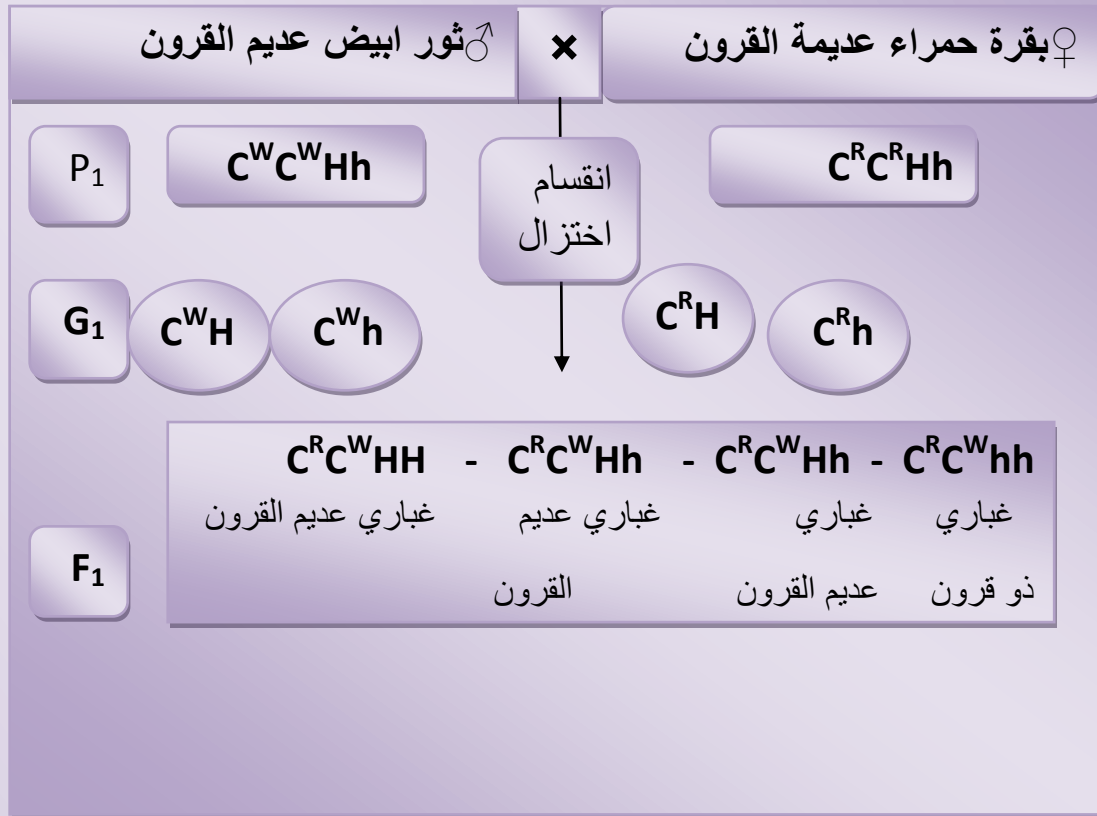 ♀بقرة حمراء عديمة القرون × ♂ثور ابيض عديم القرون
P₁ CᵂCᵂHh انقسام CᴿCᴿHh
اختزال
G₁ CᵂH Cᵂh CᴿH Cᴿh
CᴿCᵂHH - CᴿCᵂHh - CᴿCᵂHh - CᴿCᵂhh
غباري غباري غباري عديم غباري عديم القرون
F₁
ذو قرون عديم القرون القرون